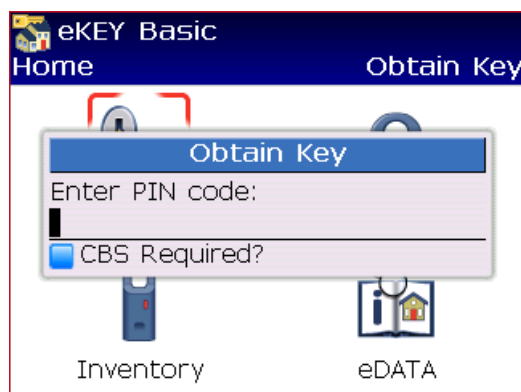 eKEY Basic
Home Obtain Key
Obtain Key
Enter PIN code:
CBS Required?
Inventory eDATA